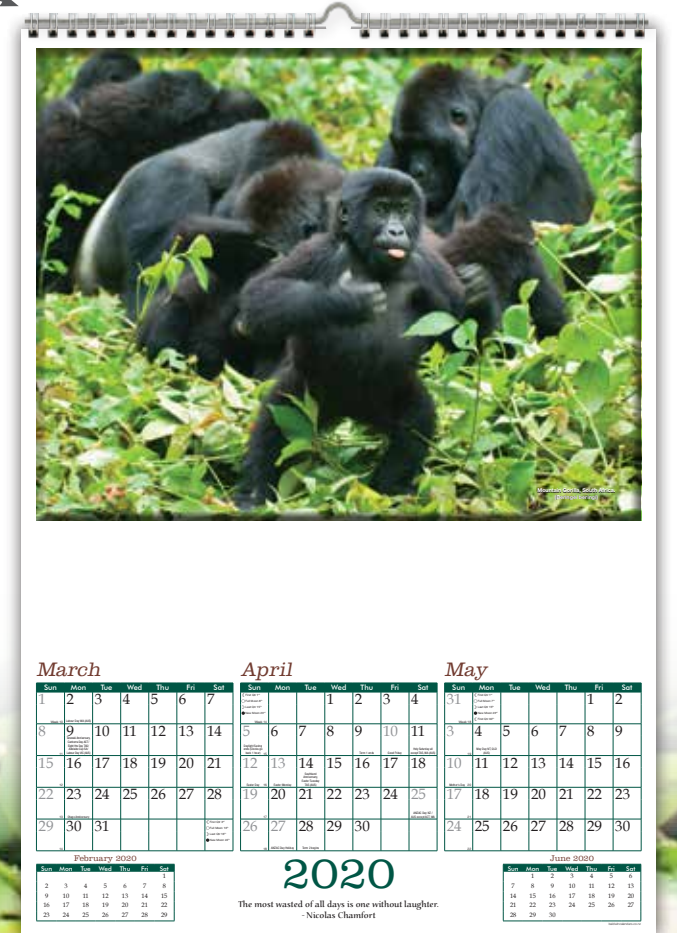 Mountain Gorilla, South Africa.
March
Sun Mon Tue Wed Thu Fri Sat
1 2 3 4 5 6 7
8 9 10 11 12 13 14
15 16 17 18 19 20 21
22 23 24 25 26 27 28
29 30 31
April
Sun Mon Tue Wed Thu Fri Sat
1 2 3 4
5 6 7 8 9 10 11
12 13 14 15 16 17 18
19 20 21 22 23 24 25
26 27 28 29 30
May
Sun Mon Tue Wed Thu Fri Sat
31 1 2
3 4 5 6 7 8 9
10 11 12 13 14 15 16
17 18 19 20 21 22 23
24 25 26 27 28 29 30
February 2020
Sun Mon Tue Wed Thu Fri Sat
1
2 3 4 5 6 7 8
9 10 11 12 13 14 15
16 17 18 19 20 21 22
23 24 25 26 27 28 29
2020
The most wasted of all days is one without laughter.
- Nicolas Chamfort
June 2020
Sun Mon Tue Wed Thu Fri Sat
1 2 3 4 5 6
7 8 9 10 11 12 13
14 15 16 17 18 19 20
21 22 23 24 25 26 27
28 29 30